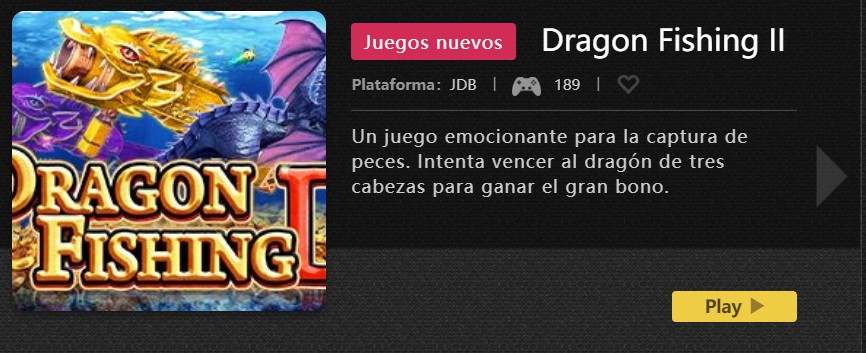 Juegos nuevos Dragon Fishing II
Plataforma: JDB | 189 |
Un juego emocionante para la captura de
peces. Intenta vencer al dragón de tres
cabezas para ganar el gran bono.
DRAGON
FISHING II
Play